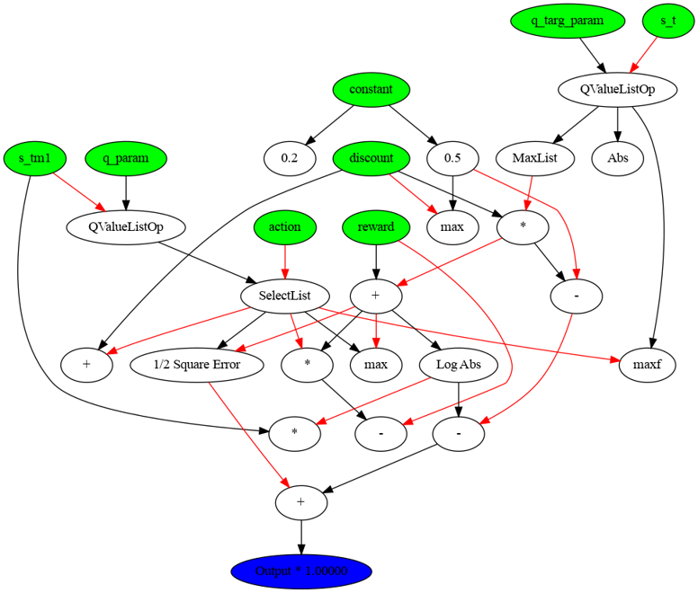 q_targ_param s_t
constant QValueListOp
s_tm1 q_param 0.2 discount 0.5 MaxList Abs
QValueListOp action reward max *
SelectList + -
+ 1/2 Square Error * max Log Abs maxf
* - -
+
Output * 1.00000